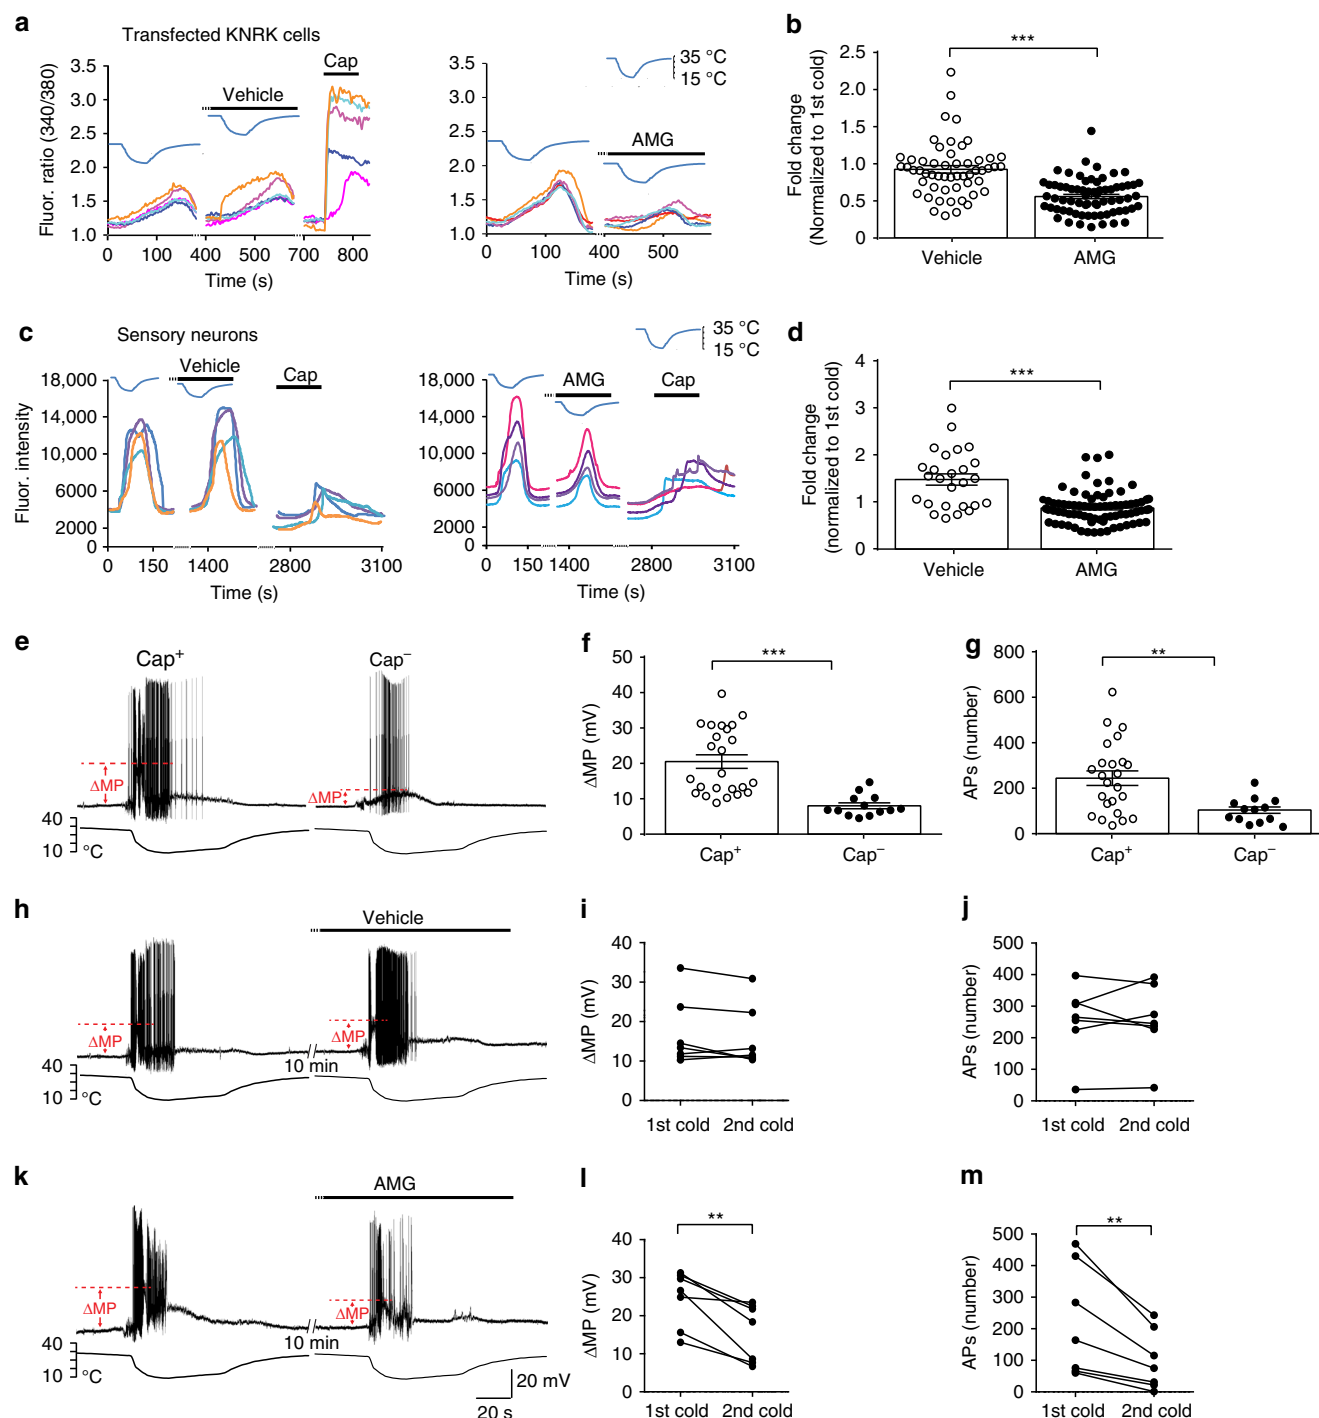 a
Transfected KNRK cells
Fluor. ratio (340/380)
3.5
3.0
2.5
2.0
1.5
1.0
Vehicle
Cap
0
100
400
600
700
800
Time (s)
3.5
3.0
2.5
2.0
1.5
1.0
35 °C
15 °C
AMG
0
100
400
500
Time (s)
b
Fold change
(Normalized to 1st cold)
2.5
2.0
1.5
1.0
0.5
0
***
Vehicle
AMG
c
Sensory neurons
Fluor. intensity
18,000
14,000
10,000
6000
2000
0
Vehicle
Cap
0
150
1400
2800
3100
Time (s)
18,000
14,000
10,000
6000
2000
0
35 °C
15 °C
AMG
Cap
0
150
1400
2800
3100
Time (s)
d
Fold change
(normalized to 1st cold)
4
3
2
1
0
***
Vehicle
AMG
e
Cap+
Cap−
ΔMP
ΔMP
40
10
°C
f
ΔMP (mV)
50
40
30
20
10
0
***
Cap+
Cap−
g
APs (number)
800
600
400
200
0
**
Cap+
Cap−
h
Vehicle
ΔMP
ΔMP
10 min
40
10
°C
i
ΔMP (mV)
40
30
20
10
0
1st cold
2nd cold
j
APs (number)
500
400
300
200
100
0
1st cold
2nd cold
k
AMG
ΔMP
ΔMP
10 min
40
10
°C
20 mV
20 s
l
ΔMP (mV)
40
30
20
10
0
**
1st cold
2nd cold
m
APs (number)
500
400
300
200
100
0
**
1st cold
2nd cold